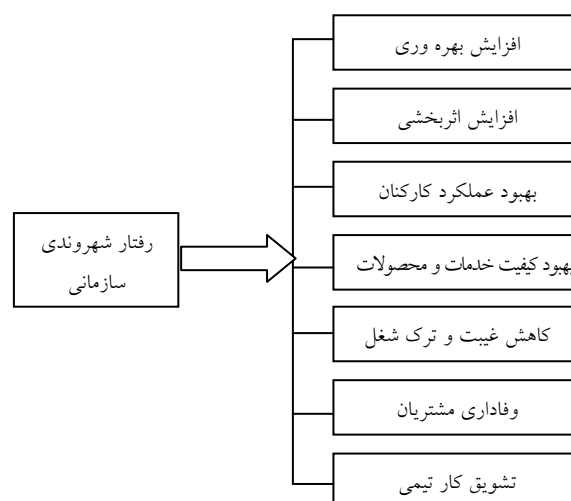 افزایش بهره وری
افزایش اثربخشی
بهبود عملکرد کارکنان
رفتار شهروندی
سازمانی
بهبود کیفیت خدمات و محصولات
کاهش غیبت و ترک شغل
وفاداری مشتریان
تشویق کار تیمی